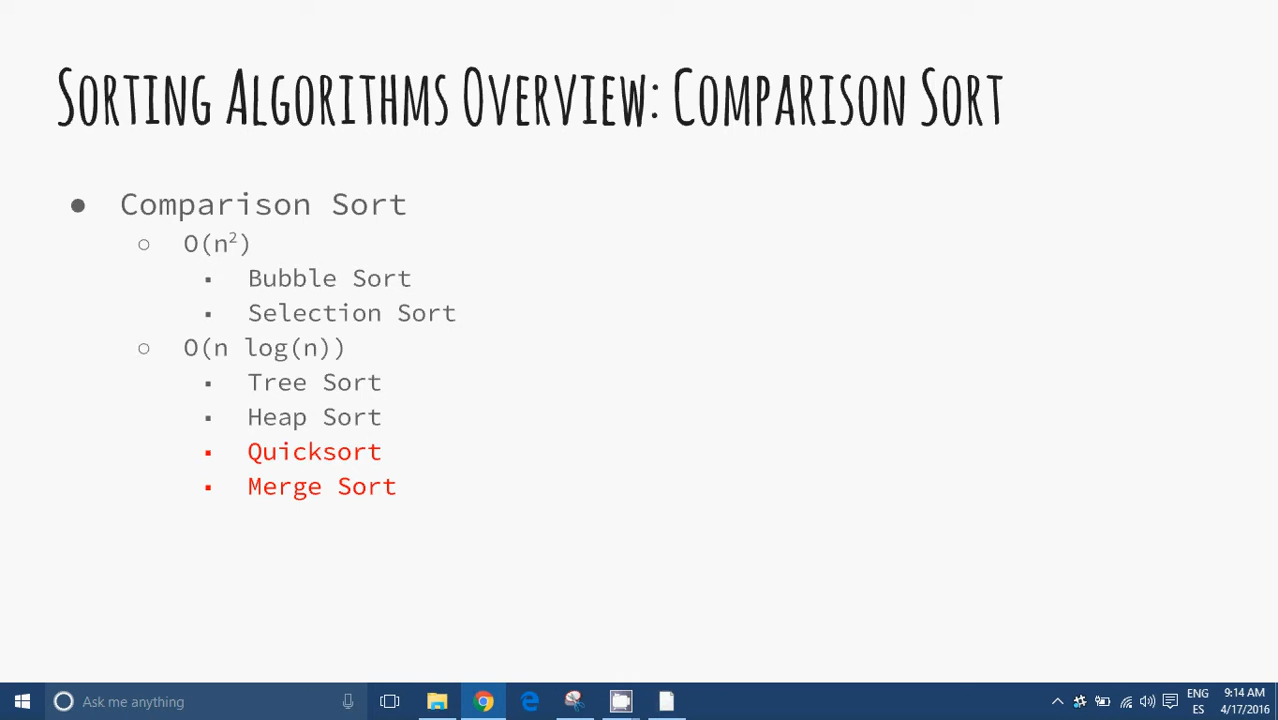 Sorting Algorithms Overview: Comparison Sort
● Comparison Sort
○ O(n²)
▪ Bubble Sort
▪ Selection Sort
○ O(n log(n))
▪ Tree Sort
▪ Heap Sort
▪ Quicksort
▪ Merge Sort
Ask me anything
ENG
ES
9:14 AM
4/17/2016